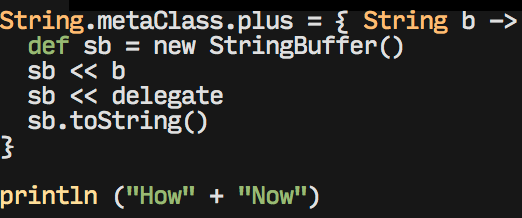 String.metaClass.plus = { String b ->
  def sb = new StringBuffer()
  sb << b
  sb << delegate
  sb.toString()
}

println ("How" + "Now")